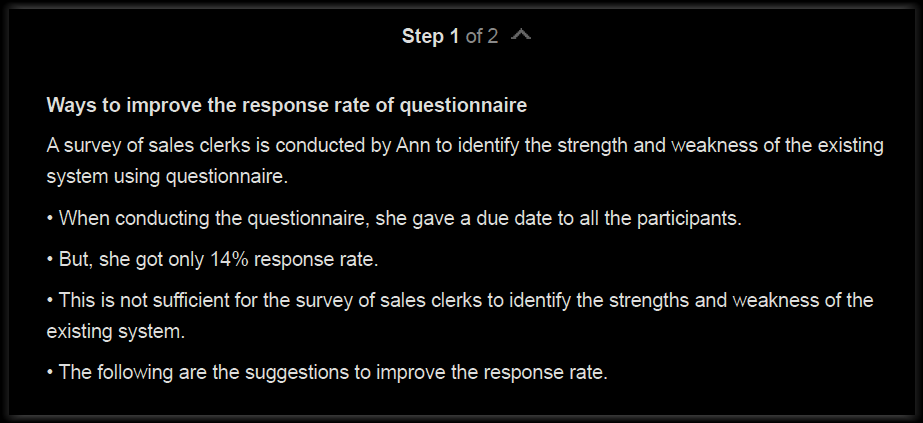 Step 1 of 2
Ways to improve the response rate of questionnaire
A survey of sales clerks is conducted by Ann to identify the strength and weakness of the existing
system using questionnaire.
• When conducting the questionnaire, she gave a due date to all the participants.
• But, she got only 14% response rate.
• This is not sufficient for the survey of sales clerks to identify the strengths and weakness of the
existing system.
• The following are the suggestions to improve the response rate.